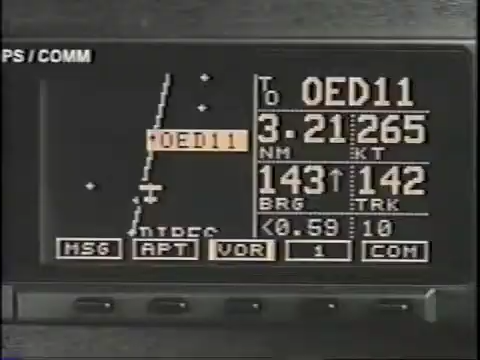 PS/COMM
TO OED11
OED11
3.21 NM 265 KT
143↑ BRG 142 TRK
<0.59 10
MSG APT VOR 1 COM